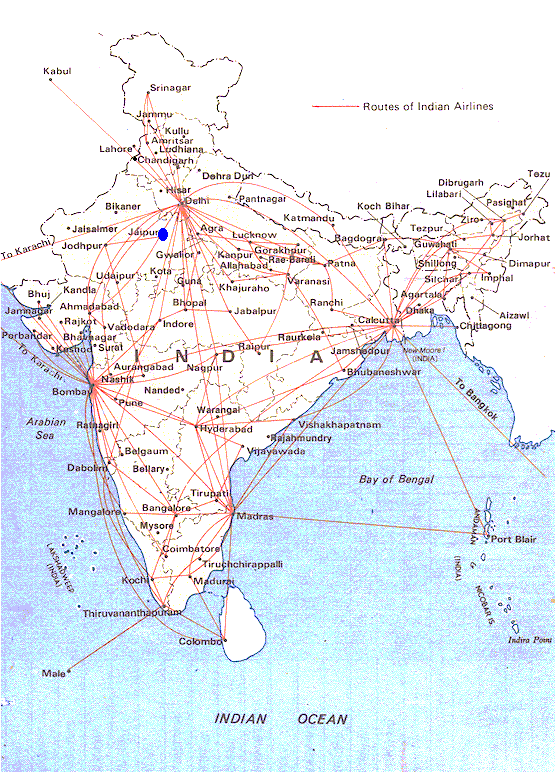 Kabul
Srinagar
Routes of Indian Airlines
Jammu
Kullu
Amritsar
Lahore
Ludhiana
Chandigarh
Dehra Dun
Tezu
Dibrugarh
Lilabari
Hisar
Pantnagar
Delhi
Koch Bihar
Pasighat
Bikaner
Kathmandu
Ziro
Jaisalmer
Jaipur
Agra
Lucknow
Tezpur
Jorhat
To Karachi
Jodhpur
Bagdogra
Guwahati
Gwalior
Kanpur
Gorakhpur
Rae-Bareli
Shillong
Dimapur
Allahabad
Patna
Kota
Udaipur
Guna
Khajuraho
Varanasi
Silchar
Imphal
Bhuj
Kandla
Agartala
Jamnagar
Ahmadabad
Bhopal
Jabalpur
Ranchi
Dhaka
Aizawl
Rajkot
Vadodara
Indore
Calcutta
Chittagong
Porbandar
Bhavnagar
Raurkela
Keshod
Surat
Raipur
Jamshedpur
New Moore I
(INDIA)
INDIA
To Karachi
Aurangabad
Nagpur
Bhubaneshwar
Nashik
To Bangkok
Bombay
Nanded
Pune
Warangal
Arabian
Sea
Ratnagiri
Hyderabad
Vishakhapatnam
Rajahmundry
Belgaum
Vijayawada
Dabolim
Bellary
Bay of Bengal
Tirupati
Mangalore
Bangalore
Madras
Mysore
ANDAMAN
Port Blair
LAKSHADWEEP
(INDIA)
Coimbatore
Tiruchchirappalli
(INDIA)
Kochi
Madurai
NICOBAR IS.
Thiruvananthapuram
Colombo
Indira Point
Male
INDIAN OCEAN